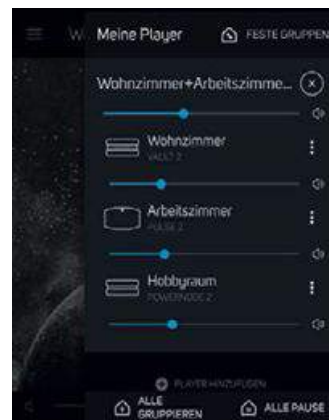 Meine Player
FESTE GRUPPEN
Wohnzimmer+Arbeitszimme...
Wohnzimmer
VAULT 2
Arbeitszimmer
PULSE 2
Hobbyraum
POWERNODE 2
PLAYER HINZUFÜGEN
ALLE
GRUPPIEREN
ALLE PAUSE